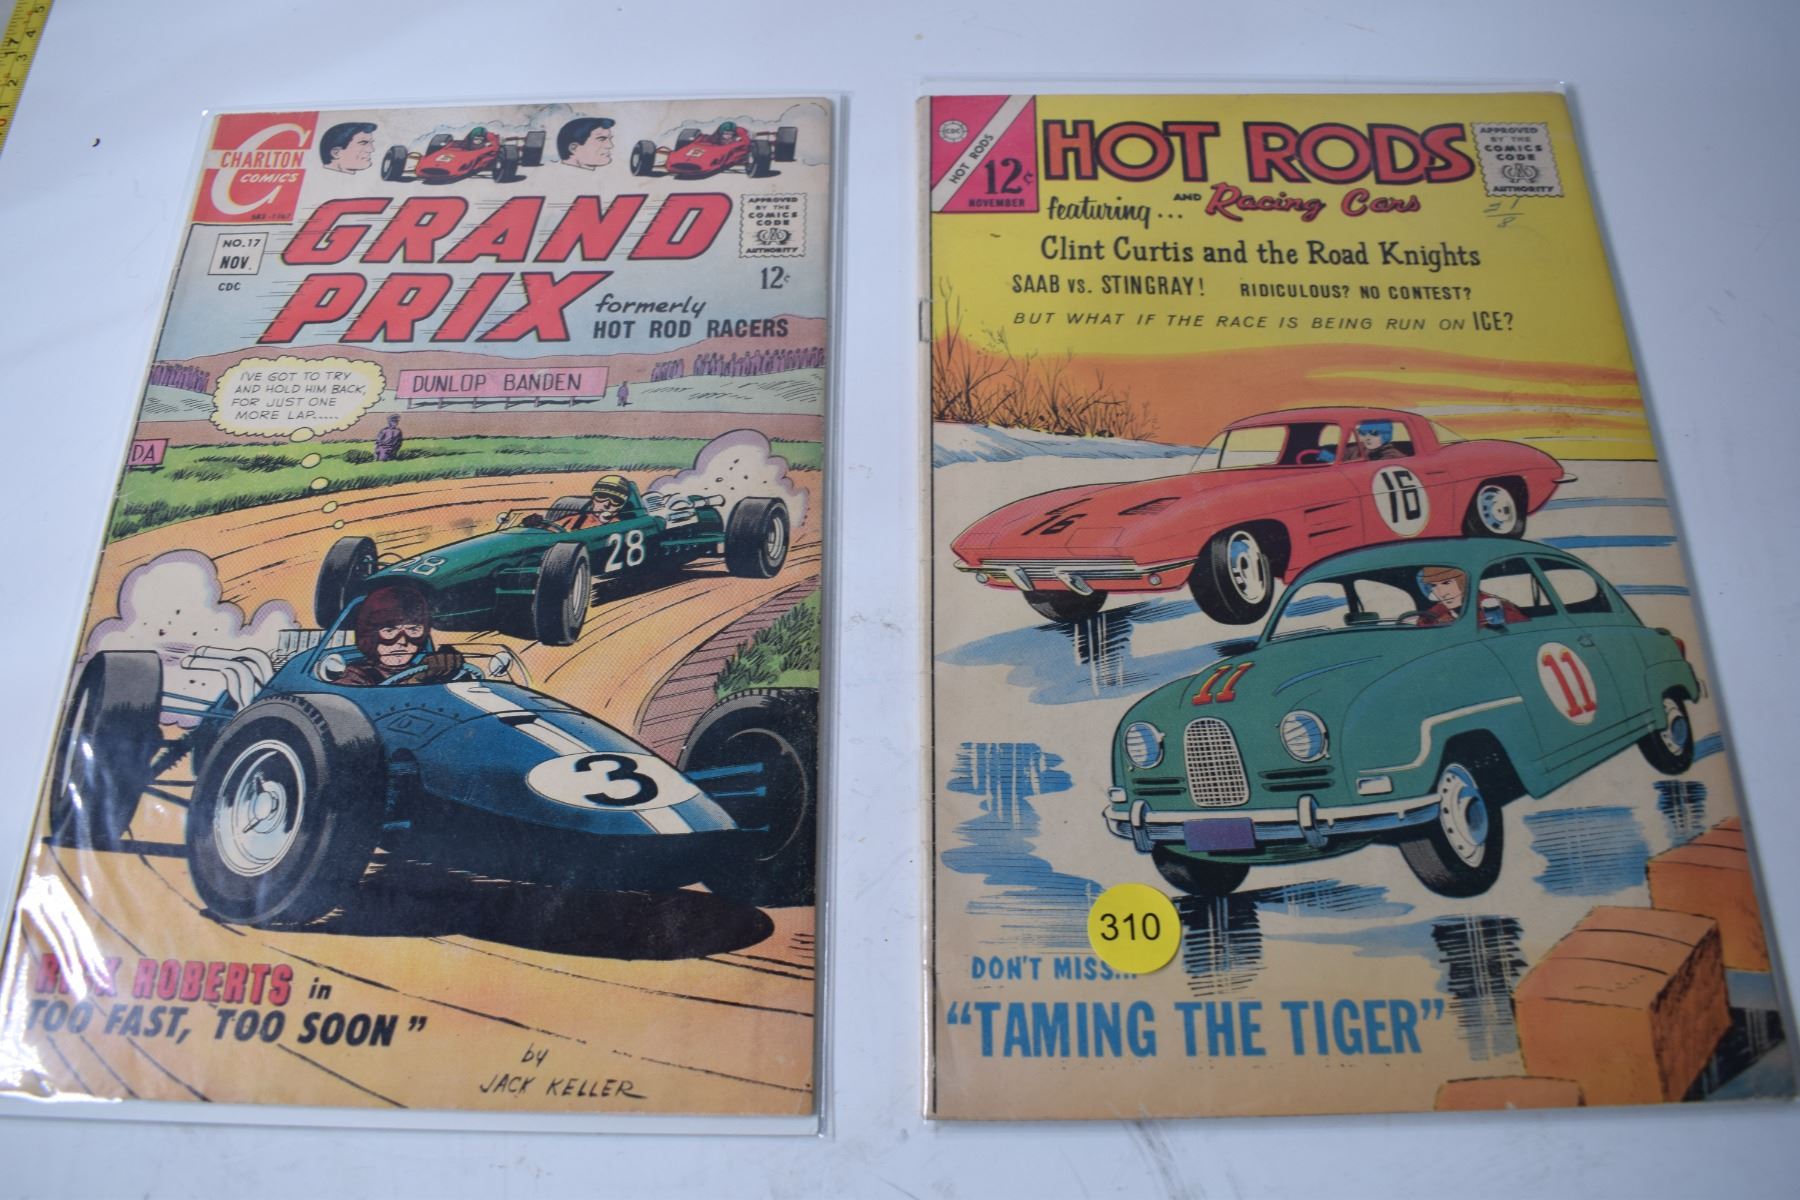 CHARLTON
COMICS
NO. 17
NOV.
CDC
GRAND
PRIX
formerly
HOT ROD RACERS
APPROVED
BY THE
COMICS
CODE
AUTHORITY
12¢
I'VE GOT TO TRY
AND HOLD HIM BACK,
FOR JUST ONE
MORE LAP.....
DUNLOP BANDEN
DA
28
28
3
RICK ROBERTS in
TOO FAST, TOO SOON"
by
JACK KELLER
CDC
HOT RODS
12¢
NOVEMBER
HOT RODS
AND Racing Cars
featuring...
APPROVED
BY THE
COMICS
CODE
AUTHORITY
Clint Curtis and the Road Knights
SAAB vs. STINGRAY! RIDICULOUS? NO CONTEST?
BUT WHAT IF THE RACE IS BEING RUN ON ICE?
16
16
11
11
310
DON'T MISS...
"TAMING THE TIGER"